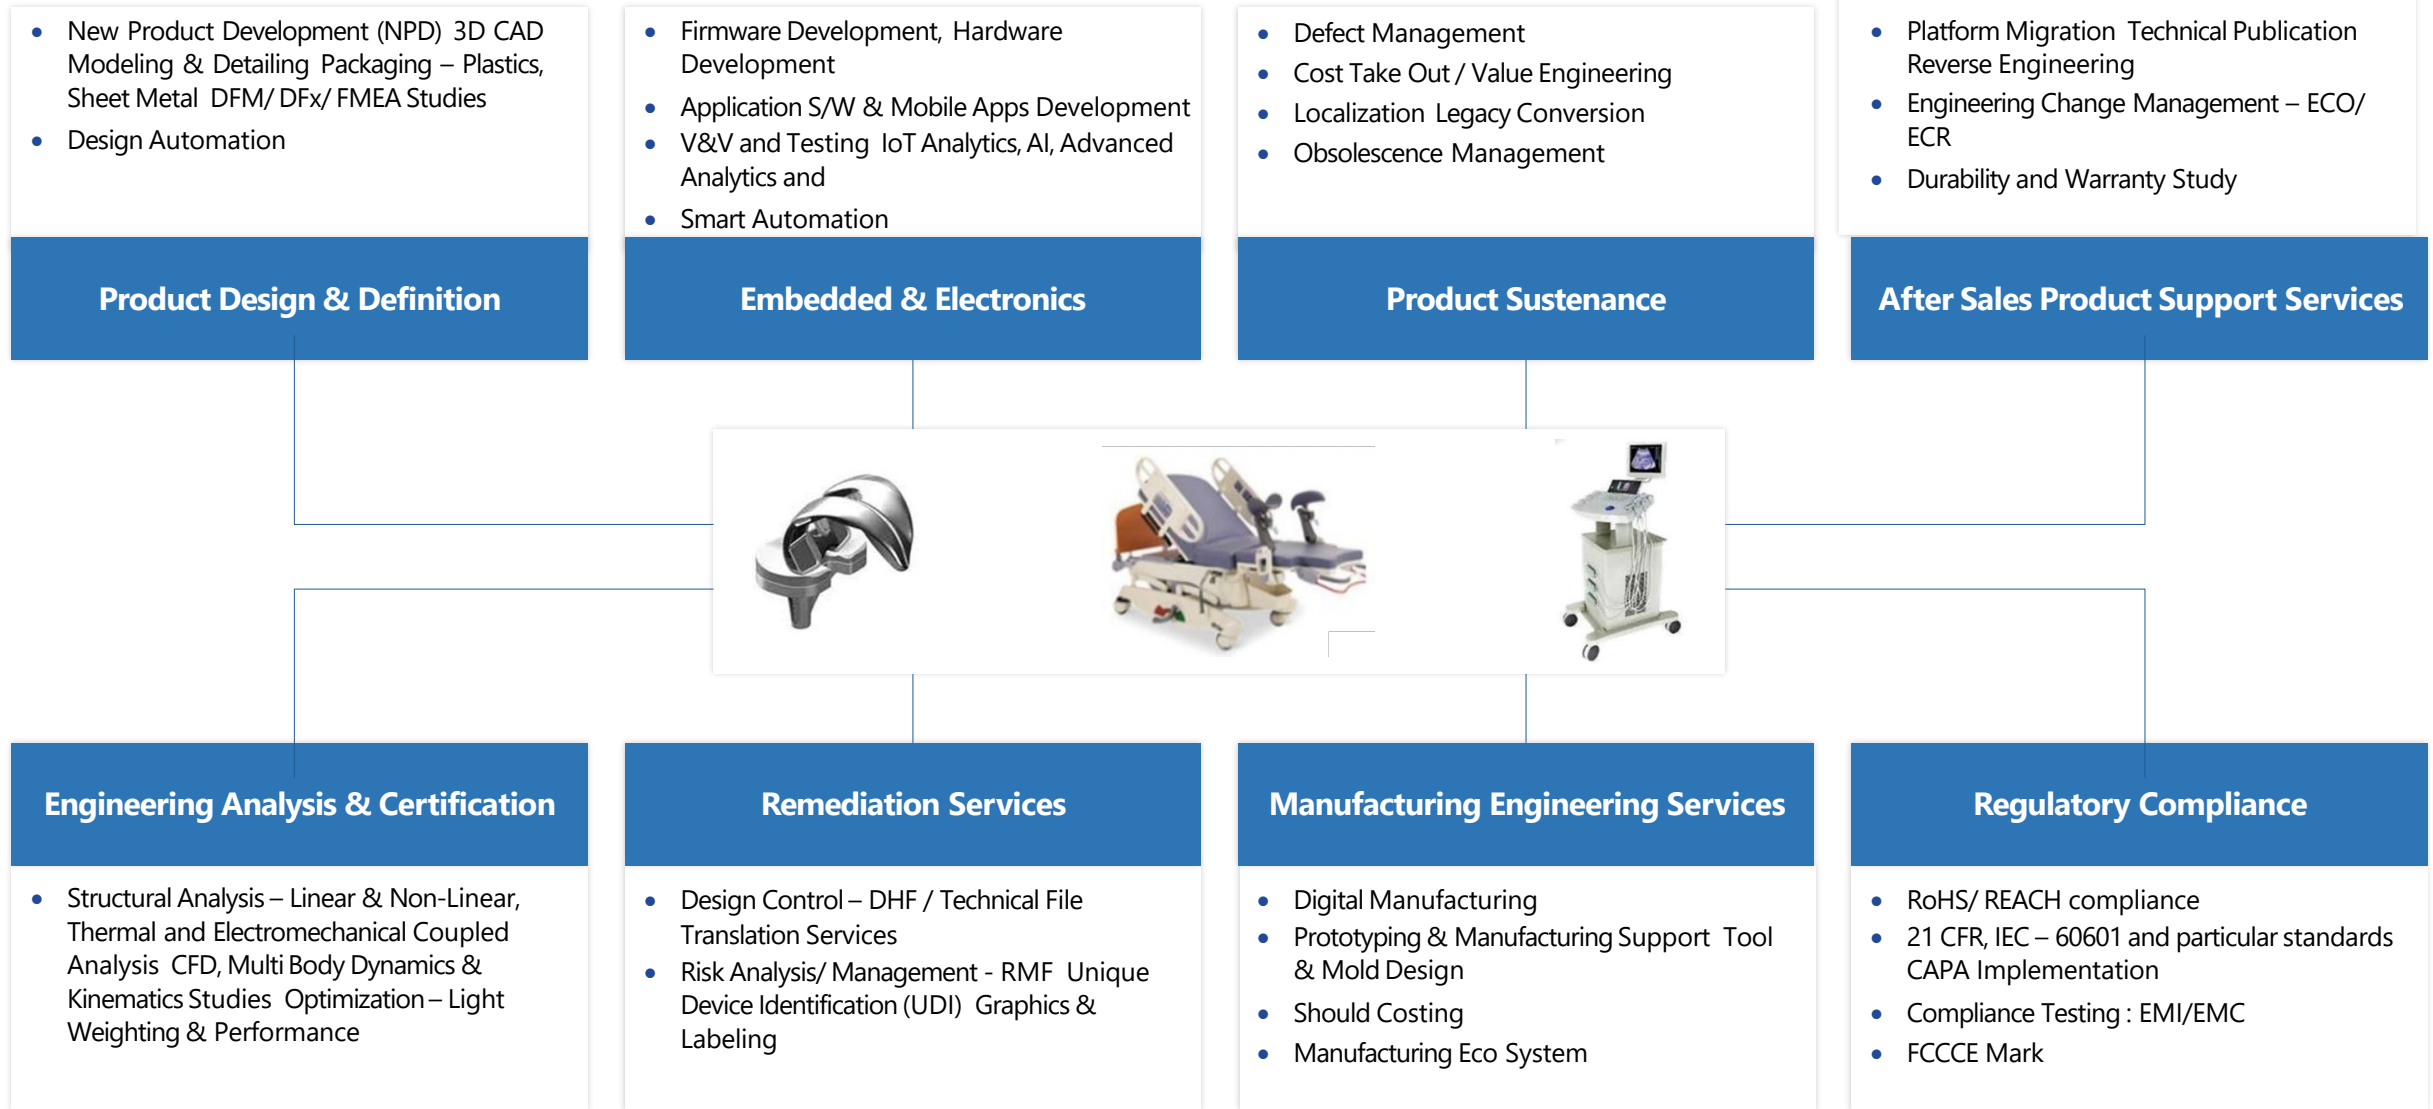 New Product Development (NPD) 3D CAD
Modeling & Detailing Packaging – Plastics,
Sheet Metal DFM/ DFx/ FMEA Studies
Design Automation
Product Design & Definition
Firmware Development, Hardware
Development
Application S/W & Mobile Apps Development
V&V and Testing IoT Analytics, AI, Advanced
Analytics and
Smart Automation
Embedded & Electronics
Defect Management
Cost Take Out / Value Engineering
Localization Legacy Conversion
Obsolescence Management
Product Sustenance
Platform Migration Technical Publication
Reverse Engineering
Engineering Change Management – ECO/
ECR
Durability and Warranty Study
After Sales Product Support Services
Engineering Analysis & Certification
Structural Analysis – Linear & Non-Linear,
Thermal and Electromechanical Coupled
Analysis CFD, Multi Body Dynamics &
Kinematics Studies Optimization – Light
Weighting & Performance
Remediation Services
Design Control – DHF / Technical File
Translation Services
Risk Analysis/ Management - RMF Unique
Device Identification (UDI) Graphics &
Labeling
Manufacturing Engineering Services
Digital Manufacturing
Prototyping & Manufacturing Support Tool
& Mold Design
Should Costing
Manufacturing Eco System
Regulatory Compliance
RoHS/ REACH compliance
21 CFR, IEC – 60601 and particular standards
CAPA Implementation
Compliance Testing : EMI/EMC
FCCCE Mark